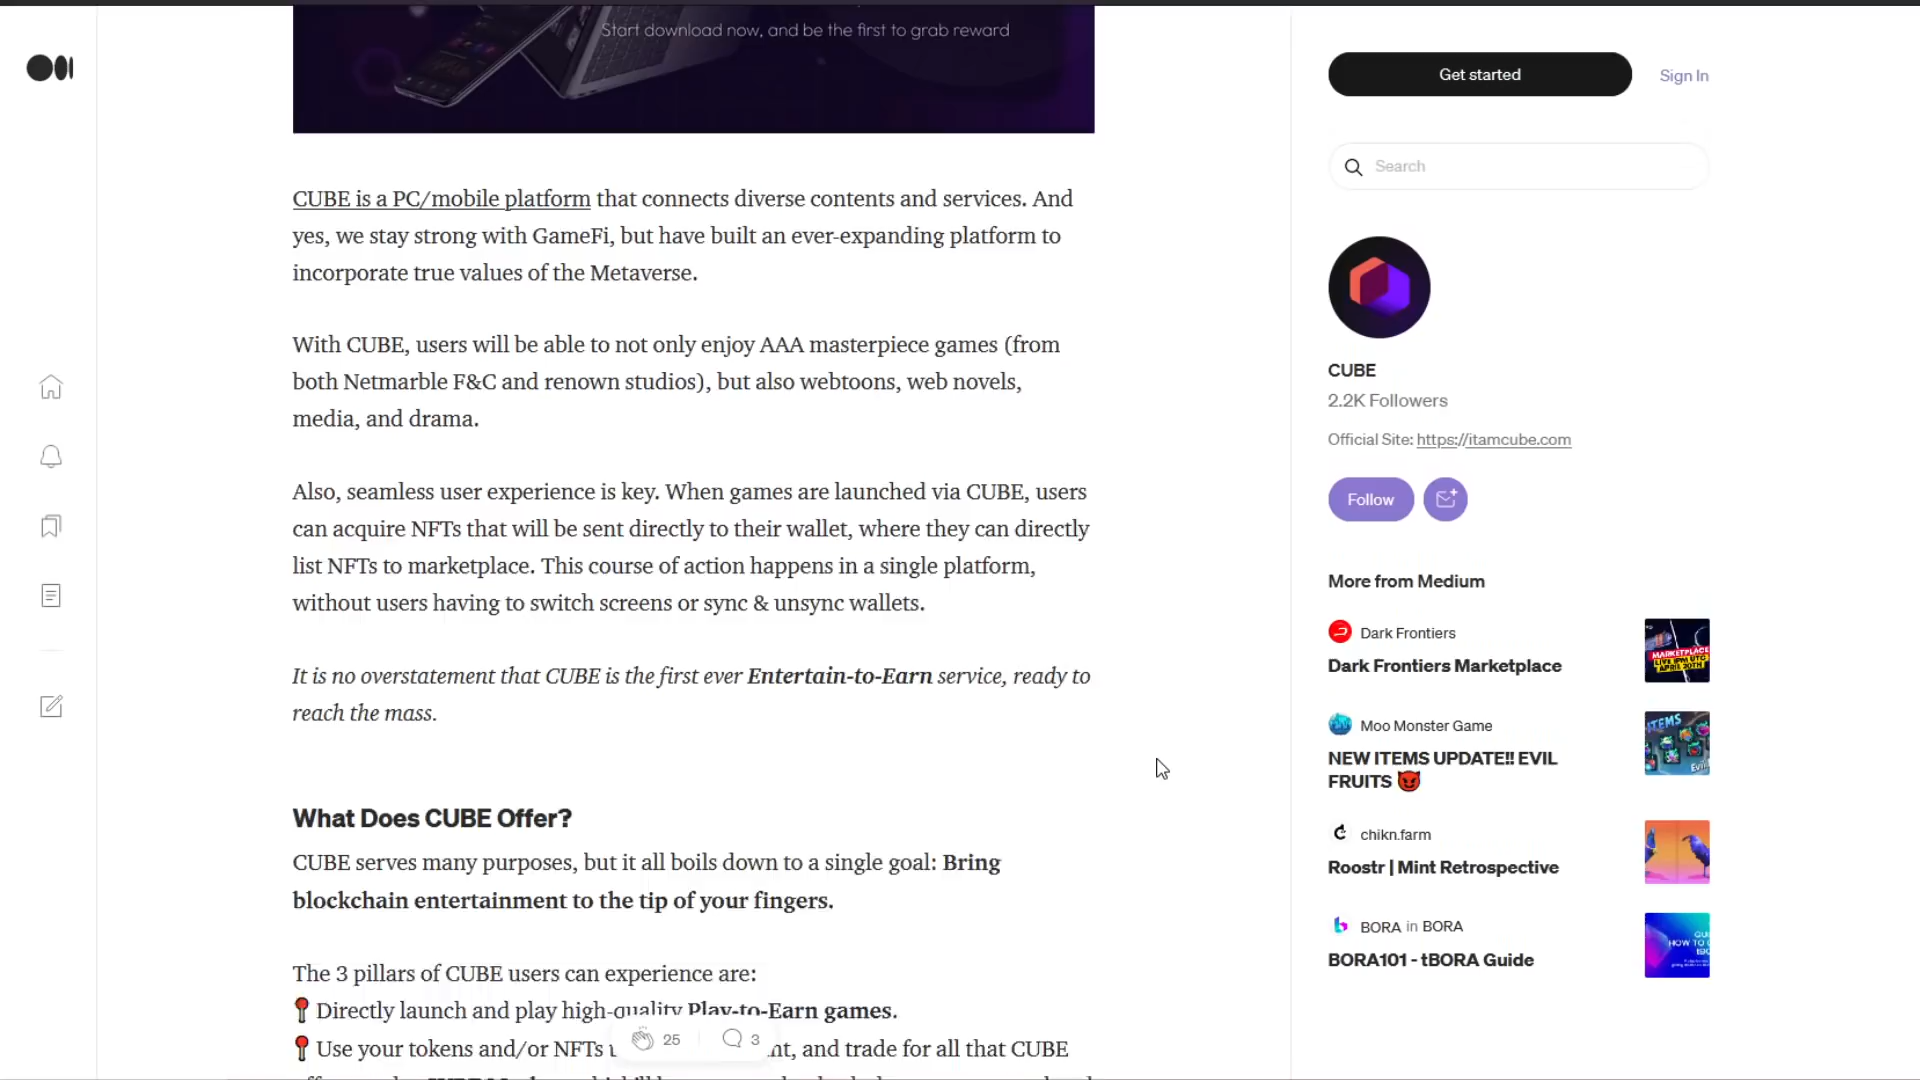 Start download now, and be the first to grab reward
CUBE is a PC/mobile platform that connects diverse contents and services. And
yes, we stay strong with GameFi, but have built an ever-expanding platform to
incorporate true values of the Metaverse.
With CUBE, users will be able to not only enjoy AAA masterpiece games (from
both Netmarble F&C and renown studios), but also webtoons, web novels,
media, and drama.
Also, seamless user experience is key. When games are launched via CUBE, users
can acquire NFTs that will be sent directly to their wallet, where they can directly
list NFTs to marketplace. This course of action happens in a single platform,
without users having to switch screens or sync & unsync wallets.
It is no overstatement that CUBE is the first ever Entertain-to-Earn service, ready to
reach the mass.
What Does CUBE Offer?
CUBE serves many purposes, but it all boils down to a single goal: Bring
blockchain entertainment to the tip of your fingers.
The 3 pillars of CUBE users can experience are:
📍 Directly launch and play high-quality Play-to-Earn games.
📍 Use your tokens and/or NFTs and trade for all that CUBE
25 3
Get started Sign In
Search
CUBE
2.2K Followers
Official Site: https://itamcube.com
Follow
More from Medium
Dark Frontiers
Dark Frontiers Marketplace
MARKETPLACE
LIVE 1PM UTC
APRIL 20TH
Moo Monster Game
NEW ITEMS UPDATE!! EVIL
FRUITS 😈
ITEMS
chikn.farm
Roostr | Mint Retrospective
BORA in BORA
BORA101 - tBORA Guide
HOW TO